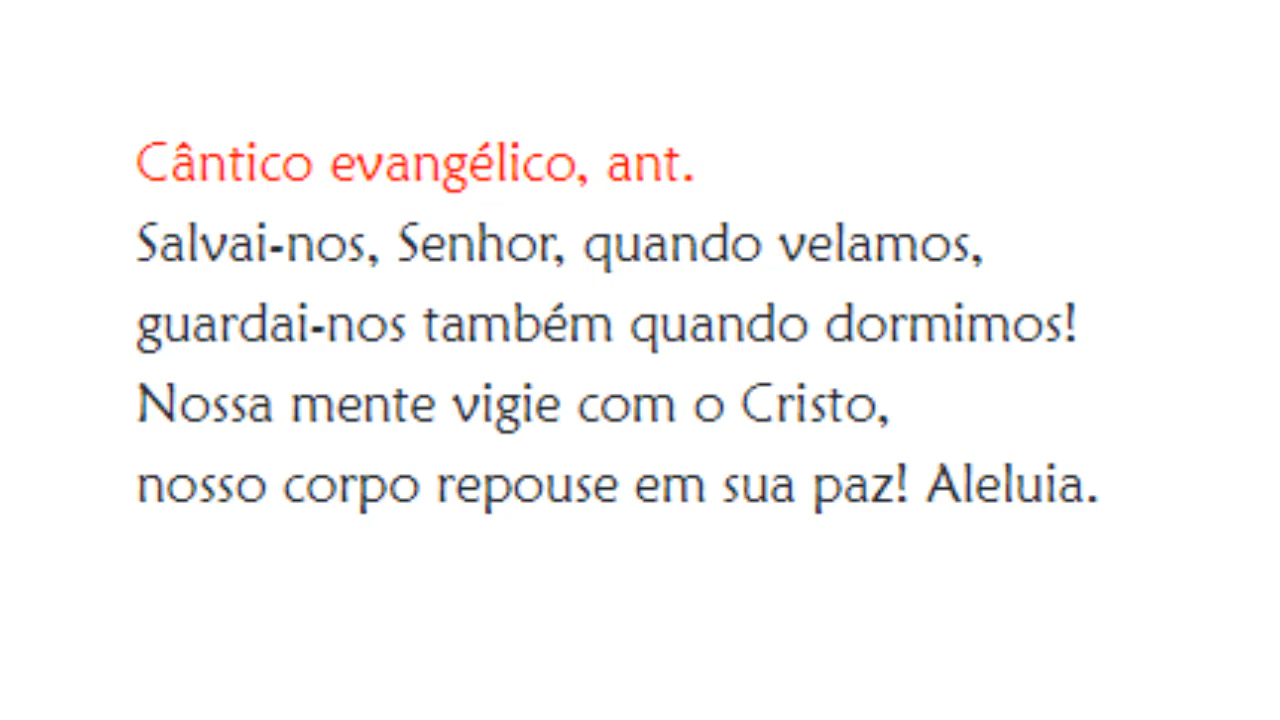 Cântico evangélico, ant.
Salvai-nos, Senhor, quando velamos,
guardai-nos também quando dormimos!
Nossa mente vigie com o Cristo,
nosso corpo repouse em sua paz! Aleluia.